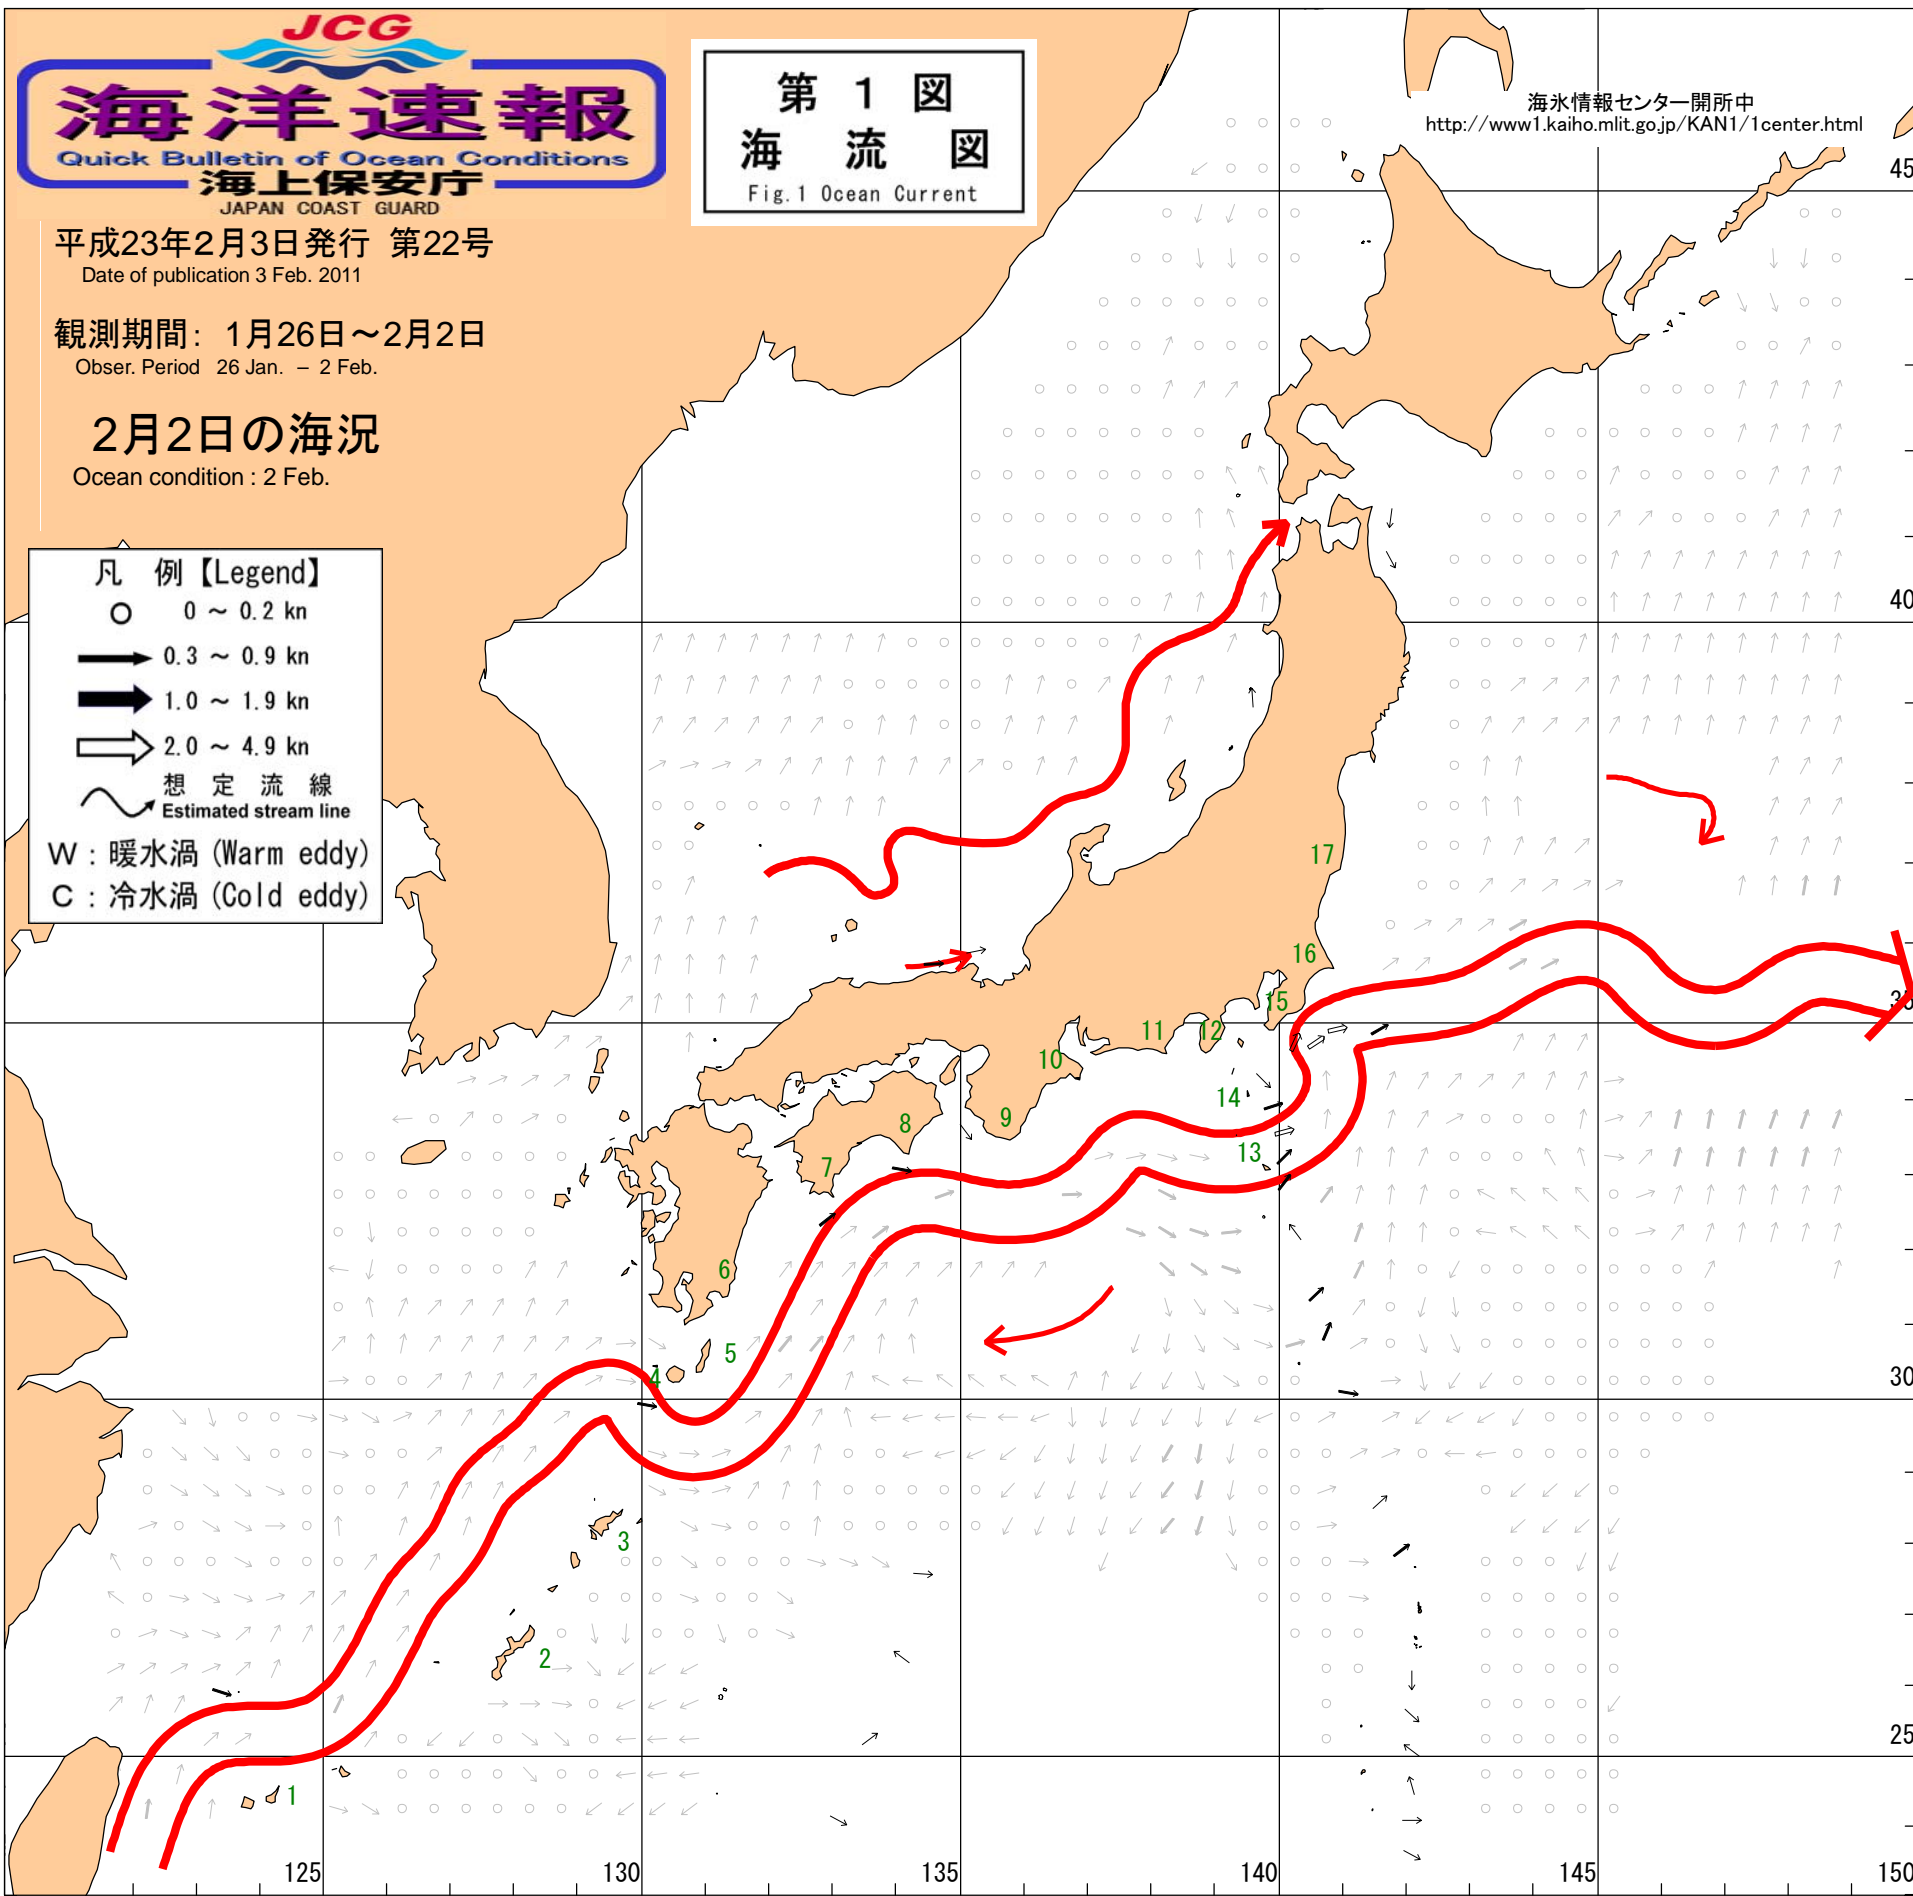 JCG
海洋速報
Quick Bulletin of Ocean Conditions
海上保安庁
JAPAN COAST GUARD
第 1 図
海 流 図
Fig.1 Ocean Current
海氷情報センター開所中
http://www1.kaiho.mlit.go.jp/KAN1/1center.html
平成23年2月3日発行 第22号
Date of publication 3 Feb. 2011
観測期間: 1月26日～2月2日
Obser. Period 26 Jan. – 2 Feb.
2月2日の海況
Ocean condition : 2 Feb.
凡 例【Legend】
0 ～ 0.2 kn
0.3 ～ 0.9 kn
1.0 ～ 1.9 kn
2.0 ～ 4.9 kn
想 定 流 線
Estimated stream line
W : 暖水渦 (Warm eddy)
C : 冷水渦 (Cold eddy)
45
40
17
16
15
35
11
12
10
14
9
8
13
7
6
5
4
30
3
2
25
1
125
130
135
140
145
150